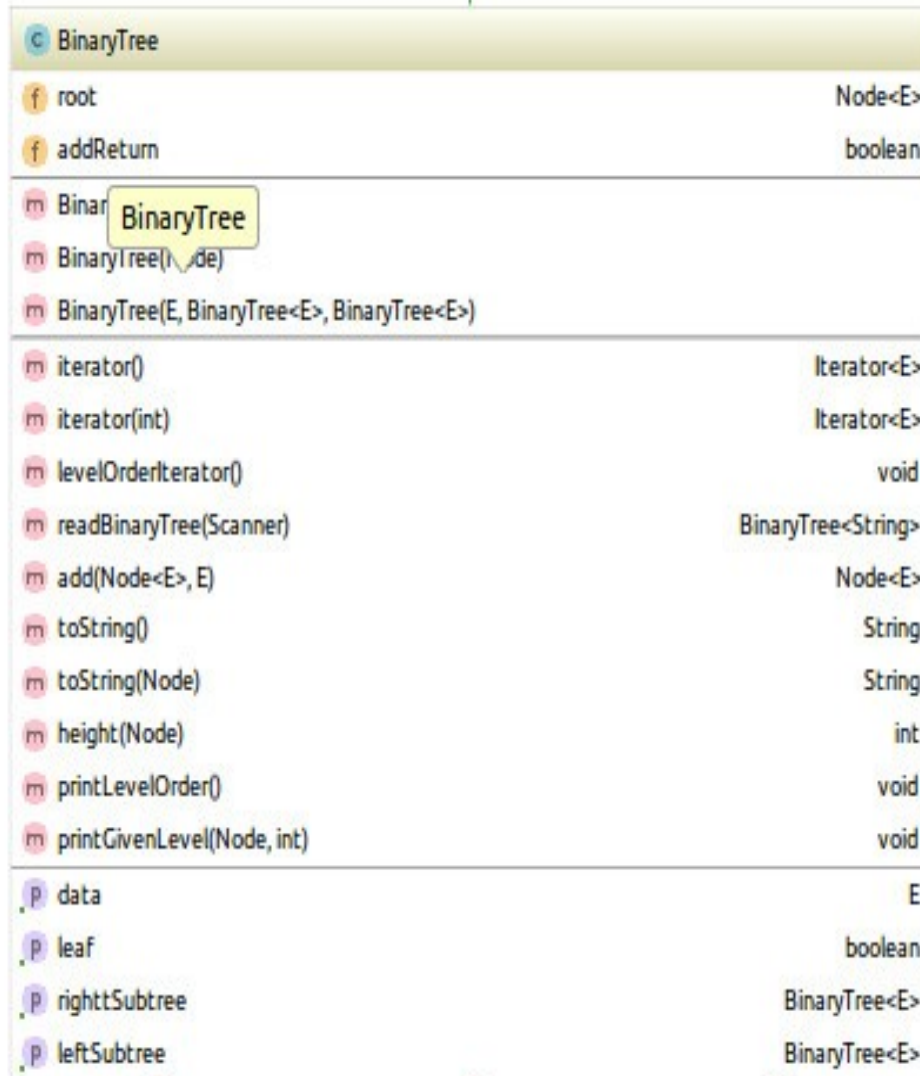 BinaryTree
root Node<E>
addReturn boolean
BinaryTree
BinaryTree(E, BinaryTree<E>, BinaryTree<E>)
iterator() Iterator<E>
iterator(int) Iterator<E>
levelOrderIterator() void
readBinaryTree(Scanner) BinaryTree<String>
add(Node<E>, E) Node<E>
toString() String
toString(Node) String
height(Node) int
printLevelOrder() void
printGivenLevel(Node, int) void
data E
leaf boolean
righttSubtree BinaryTree<E>
leftSubtree BinaryTree<E>